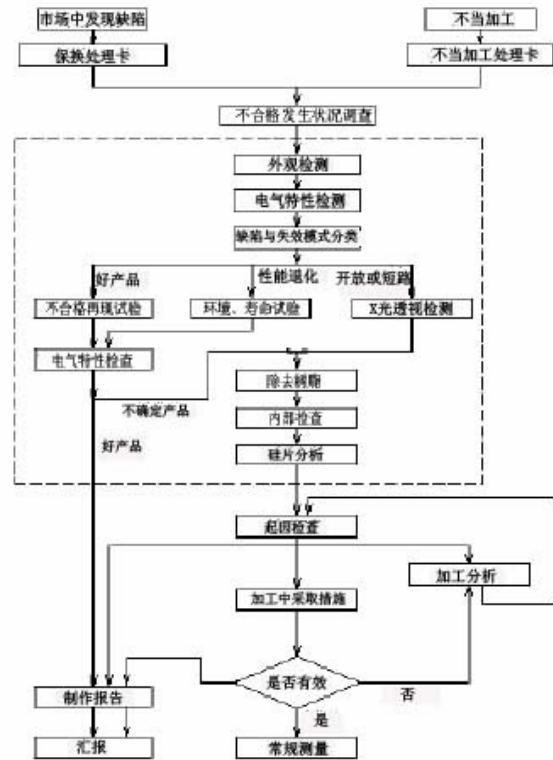 市场中发现缺陷
不当加工
保换处理卡
不当加工处理卡
不合格发生状况调查
外观检测
电气特性检测
缺陷与失效模式分类
好产品
性能退化
开放或短路
不合格再现试验
环境、寿命试验
X光透视检测
电气特性检查
除去树脂
不确定产品
内部检查
好产品
硅片分析
起因检查
加工分析
加工中采取措施
是否有效
制作报告
否
是
汇报
常规测量